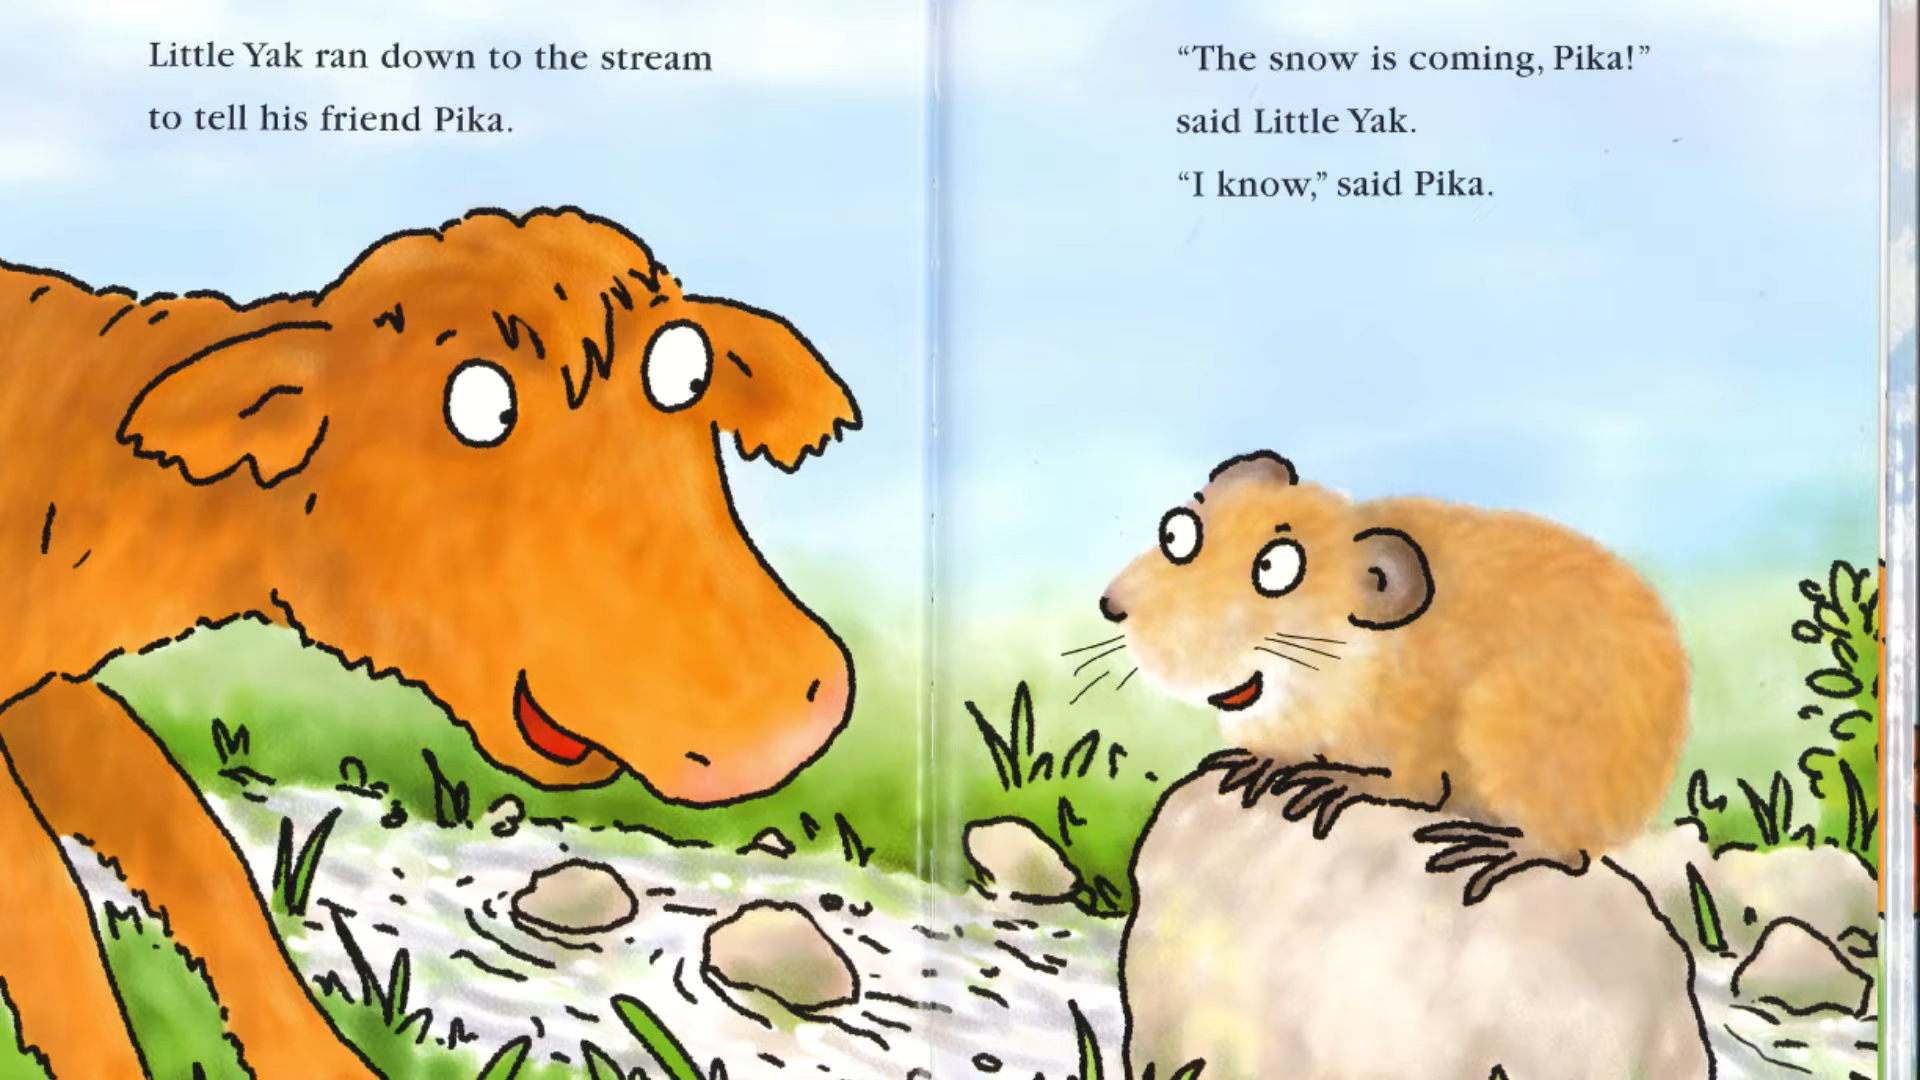 Little Yak ran down to the stream
to tell his friend Pika.
“The snow is coming, Pika!”
said Little Yak.
“I know,” said Pika.